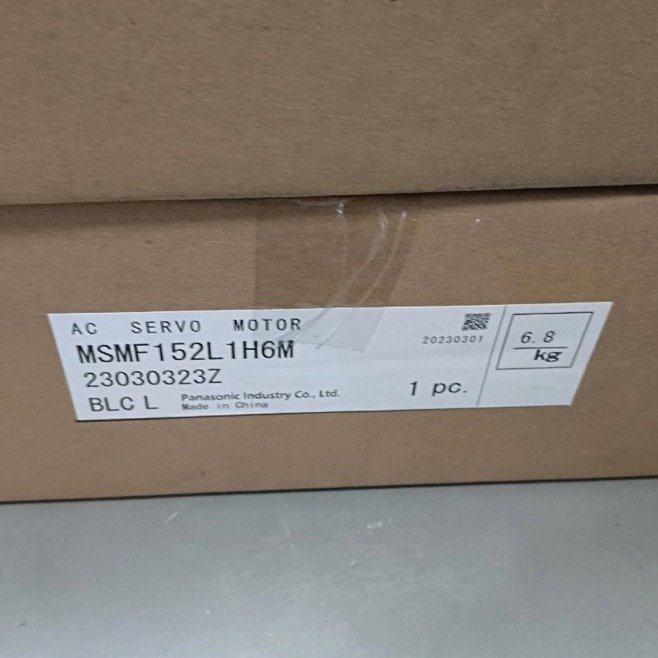 AC SERVO MOTOR
MSMF152L1H6M
23030323Z
BLC L
Panasonic Industry Co., Ltd.
Made in China
20230301
1 pc.
6.8
kg